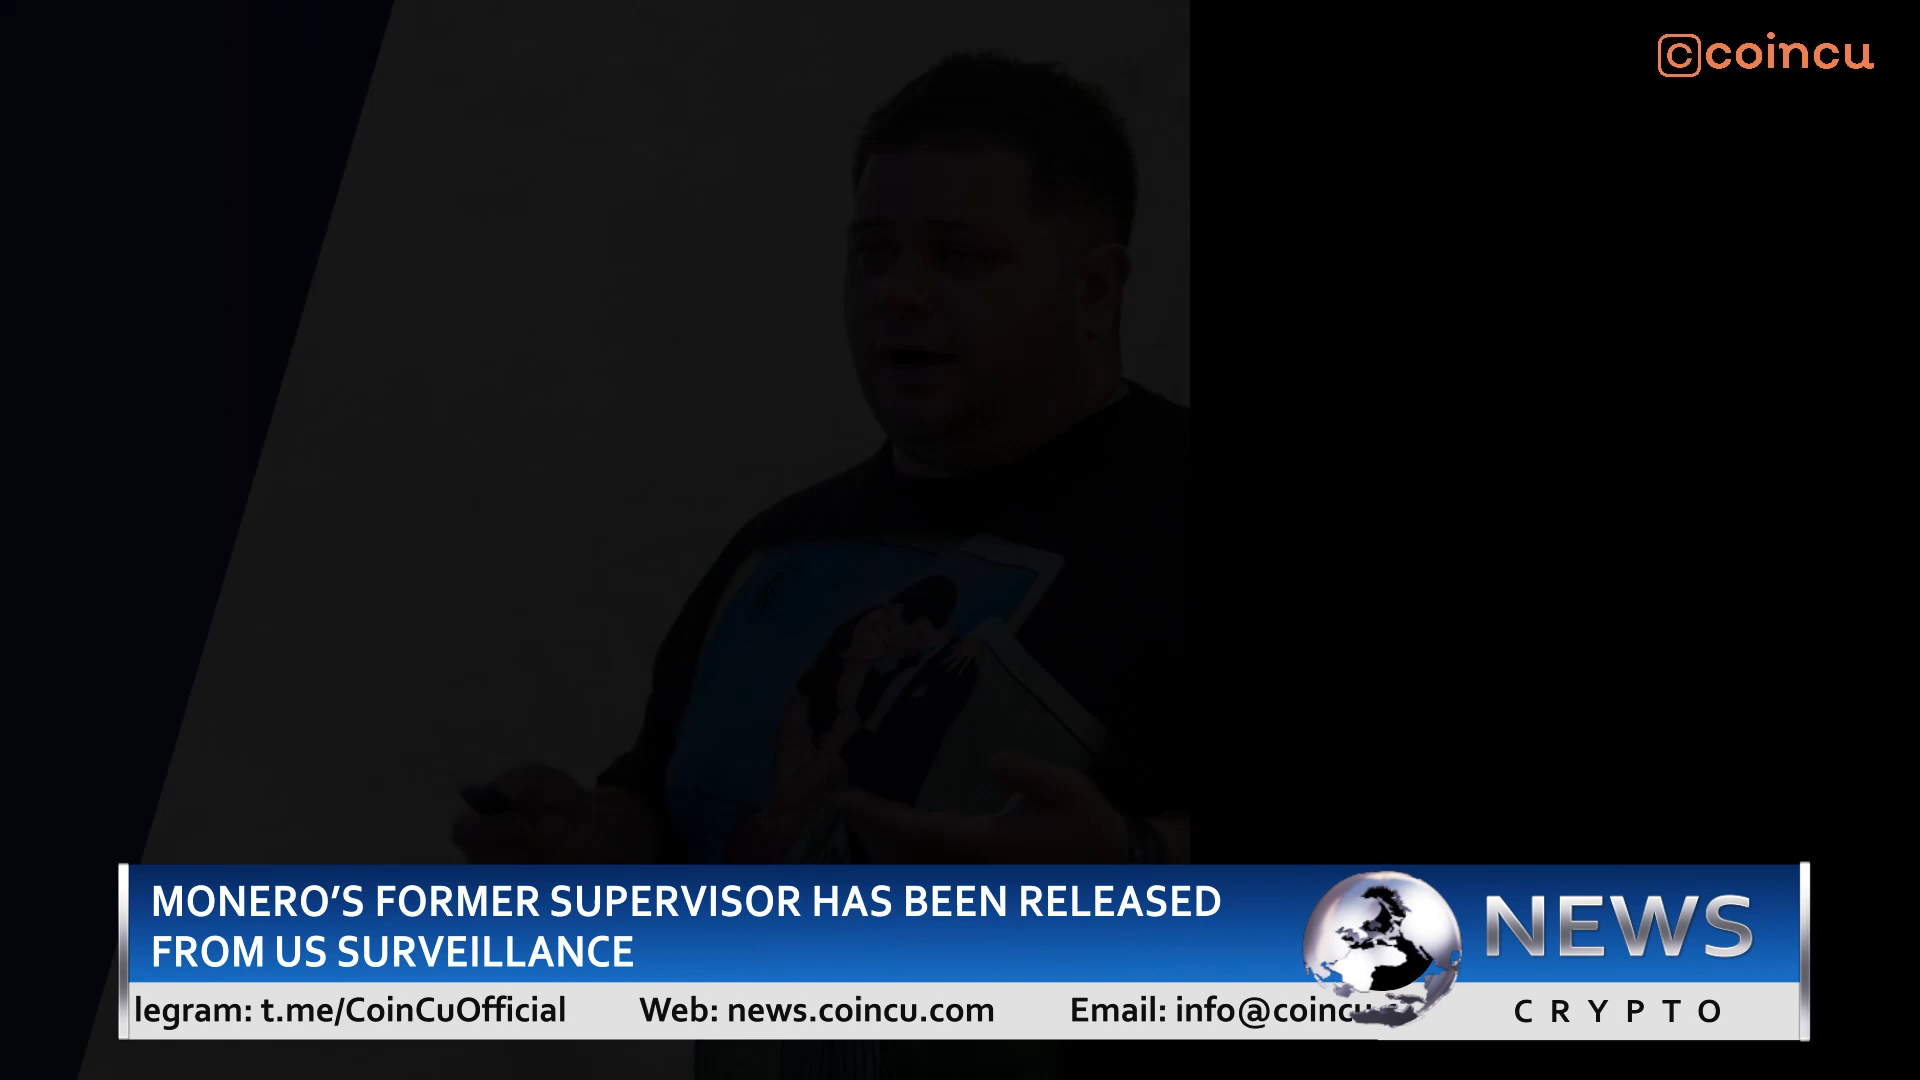 coincu
MONERO’S FORMER SUPERVISOR HAS BEEN RELEASED
FROM US SURVEILLANCE
NEWS
legram: t.me/CoinCuOfficial Web: news.coincu.com Email: info@coincu
CRYPTO